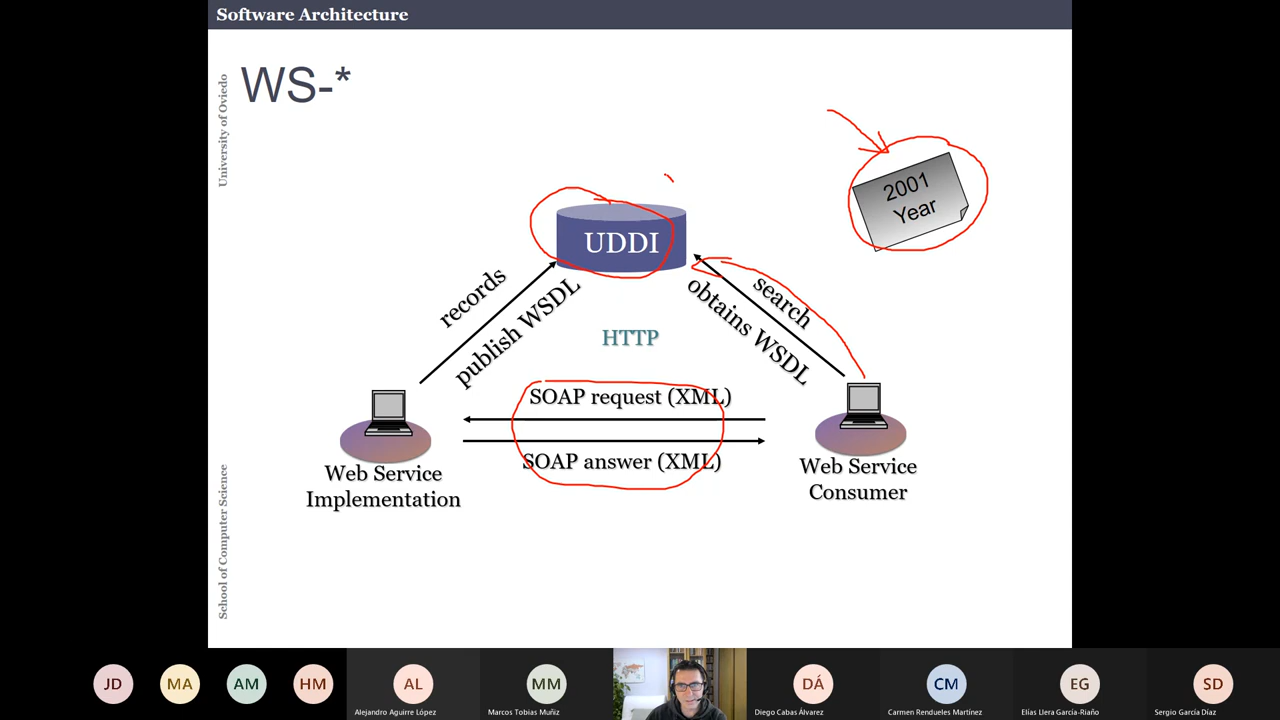 Software Architecture
University of Oviedo
WS-*
2001
Year
UDDI
records
publish WSDL
search
obtains WSDL
HTTP
SOAP request (XML)
SOAP answer (XML)
Web Service
Implementation
Web Service
Consumer
School of Computer Science
JD
MA
AM
HM
AL
MM
DÁ
CM
EG
SD
Alejandro Aguirre López
Marcos Tobias Muñiz
Diego Cabas Álvarez
Carmen Rendueles Martínez
Elías Llera García-Riaño
Sergio García Díaz